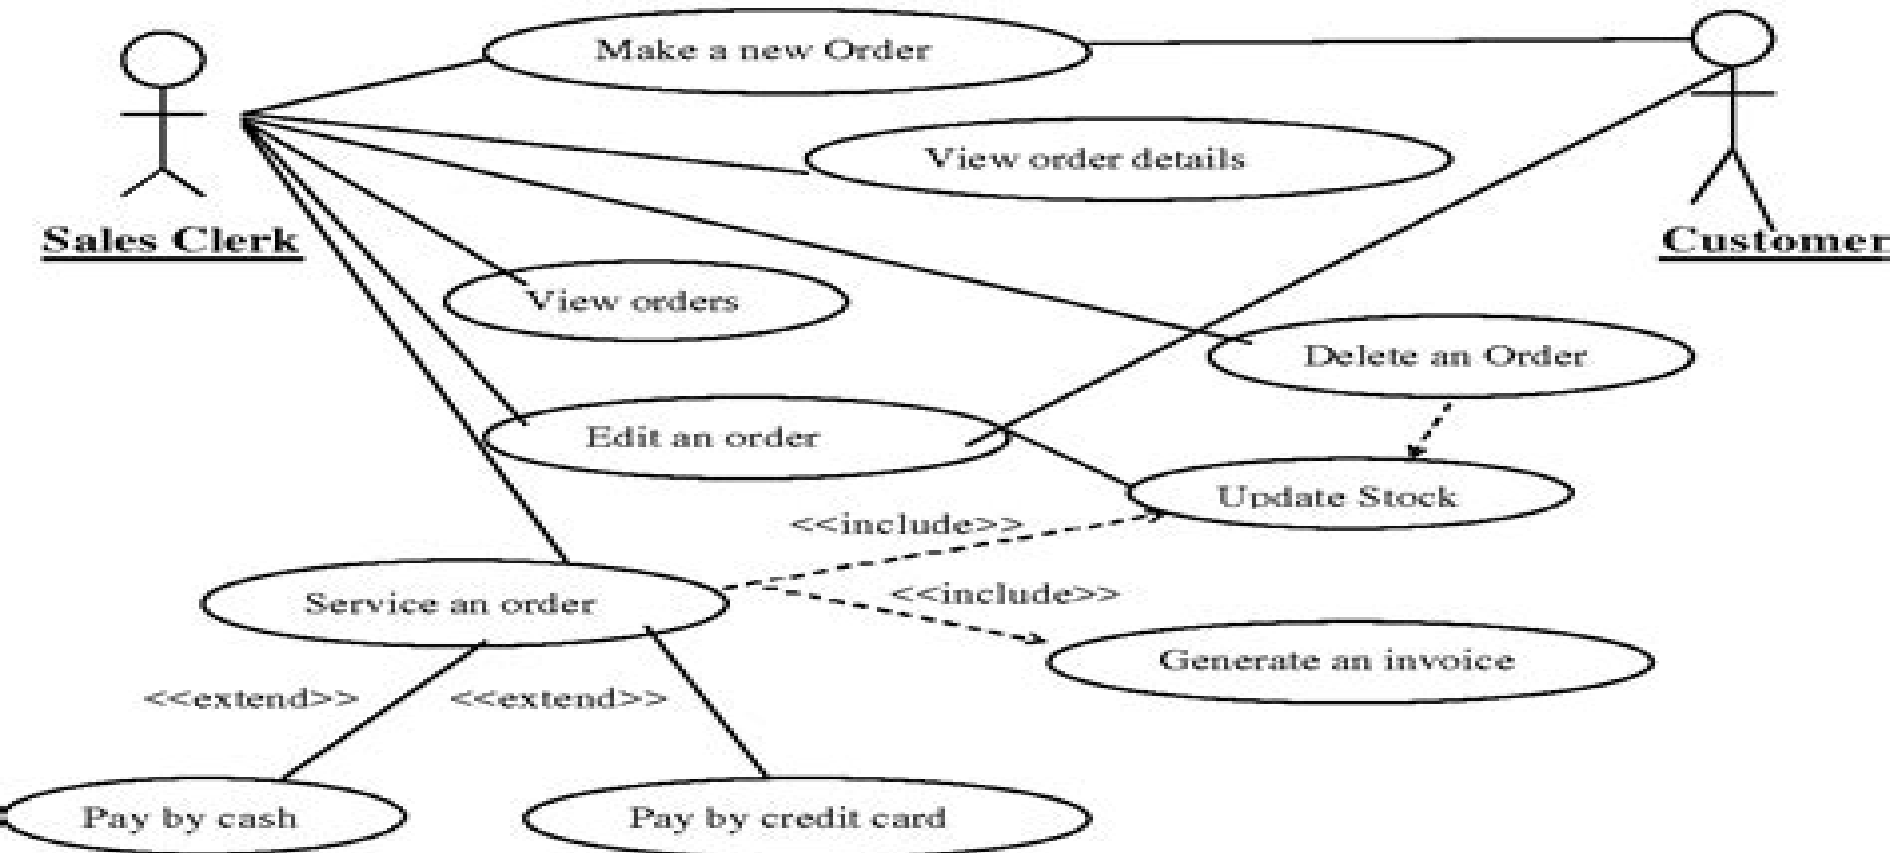 Make a new Order
View order details
Sales Clerk
Customer
View orders
Delete an Order
Edit an order
Update Stock
<<include>>
<<include>>
Service an order
Generate an invoice
<<extend>>
<<extend>>
Pay by cash
Pay by credit card